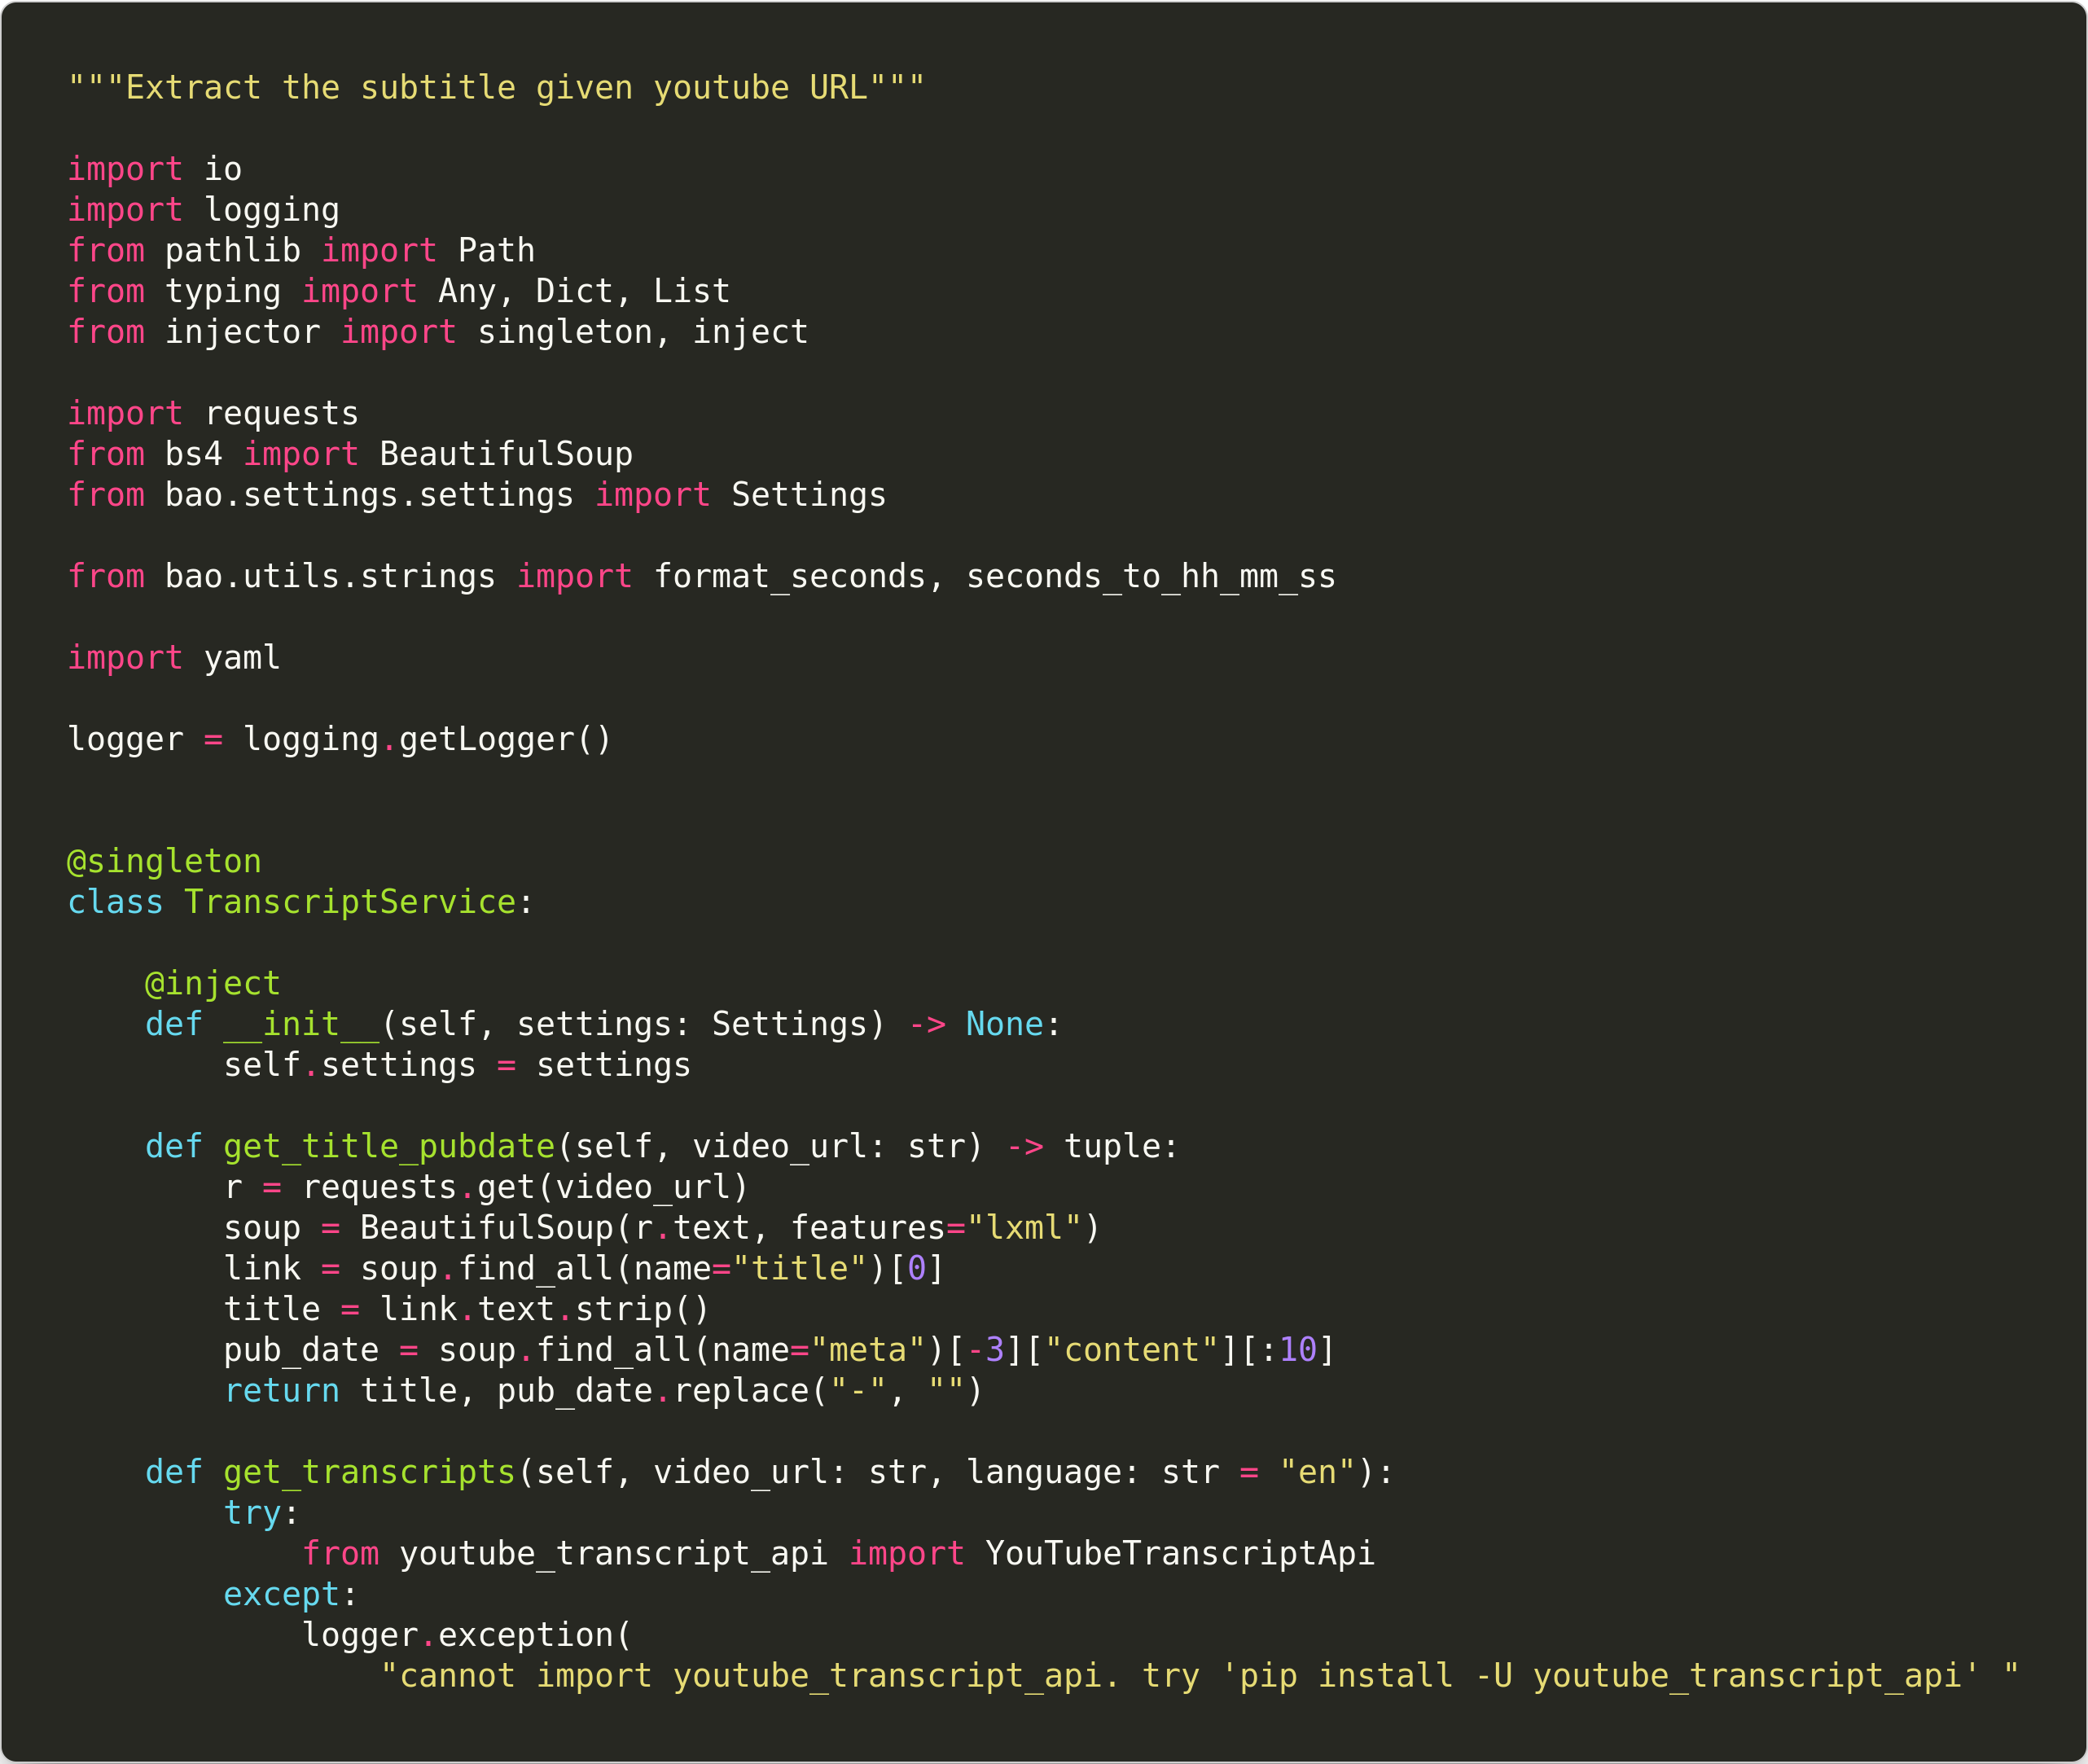 """Extract the subtitle given youtube URL"""

import io
import logging
from pathlib import Path
from typing import Any, Dict, List
from injector import singleton, inject

import requests
from bs4 import BeautifulSoup
from bao.settings.settings import Settings

from bao.utils.strings import format_seconds, seconds_to_hh_mm_ss

import yaml

logger = logging.getLogger()


@singleton
class TranscriptService:

    @inject
    def __init__(self, settings: Settings) -> None:
        self.settings = settings

    def get_title_pubdate(self, video_url: str) -> tuple:
        r = requests.get(video_url)
        soup = BeautifulSoup(r.text, features="lxml")
        link = soup.find_all(name="title")[0]
        title = link.text.strip()
        pub_date = soup.find_all(name="meta")[-3]["content"][:10]
        return title, pub_date.replace("-", "")

    def get_transcripts(self, video_url: str, language: str = "en"):
        try:
            from youtube_transcript_api import YouTubeTranscriptApi
        except:
            logger.exception(
                "cannot import youtube_transcript_api. try 'pip install -U youtube_transcript_api' "